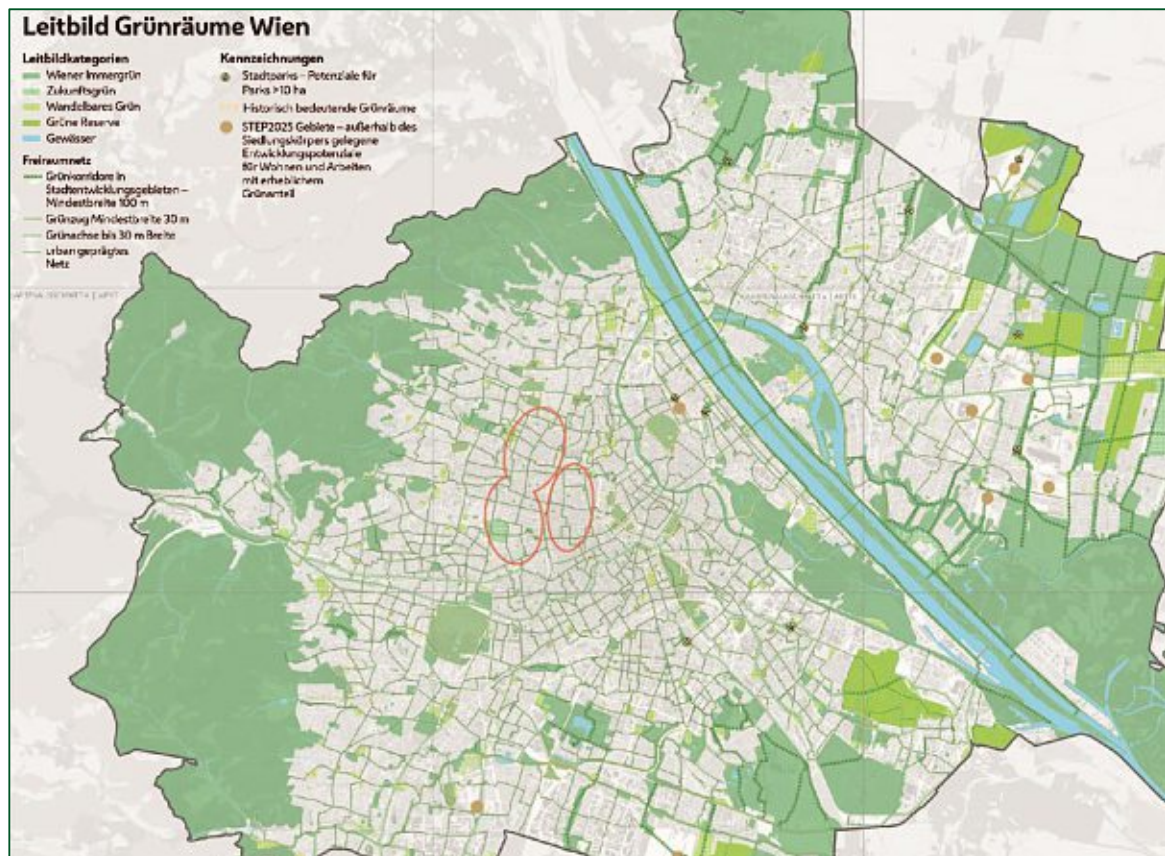 Leitbild Grünräume Wien
Leitbildkategorien
Wiener Immergrün
Zukunftsgrün
Wandelbares Grün
Grüne Reserve
Gewässer
Freiraumnetz
Grünkorridore in
Stadtentwicklungsgebieten –
Mindestbreite 100 m
Grünzug Mindestbreite 30 m
Grünachse bis 30 m Breite
urban geprägtes
Netz
Kennzeichnungen
Stadtparks – Potenziale für
Parks >10 ha
Historisch bedeutende Grünräume
STEP2025 Gebiete – außerhalb des
Siedlungskörpers gelegene
Entwicklungspotenziale
für Wohnen und Arbeiten
mit erheblichem
Grünanteil